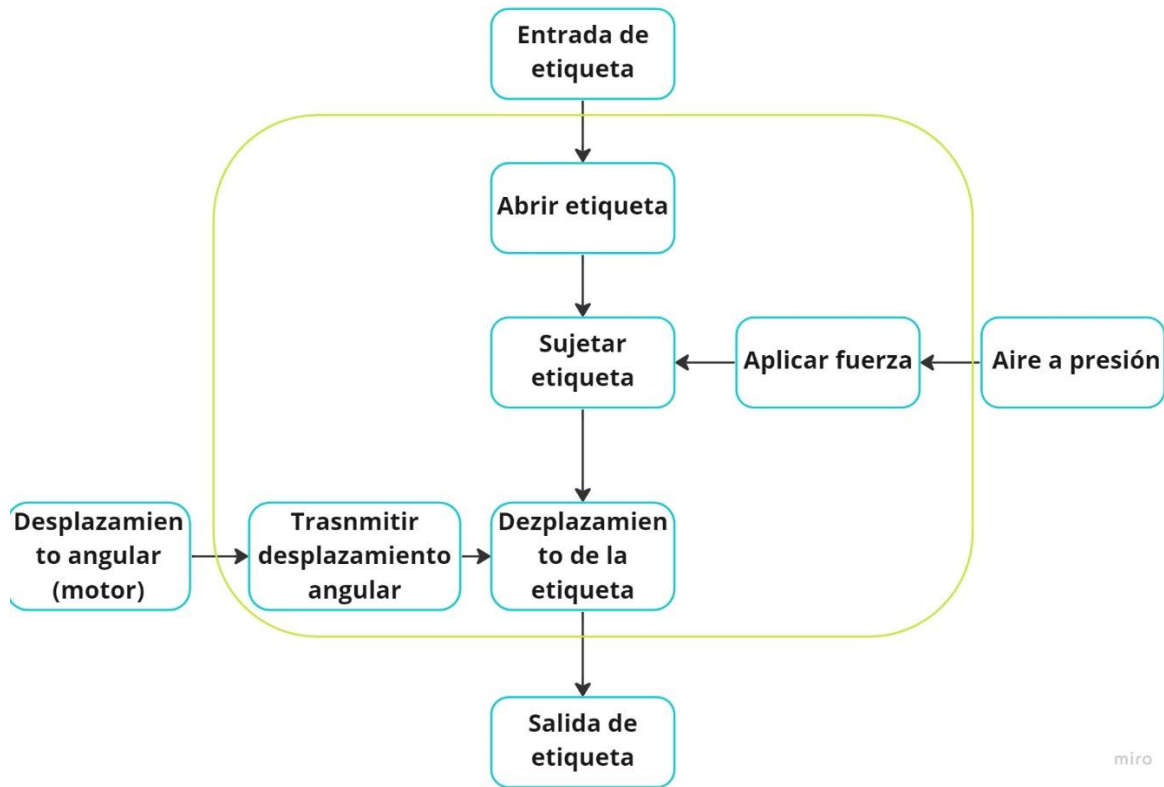 Entrada de
etiqueta
Abrir etiqueta
Sujetar
etiqueta
Aplicar fuerza
Aire a presión
Desplazamien
to angular
(motor)
Trasnmitir
desplazamiento
angular
Dezplazamien
to de la
etiqueta
Salida de
etiqueta
miro